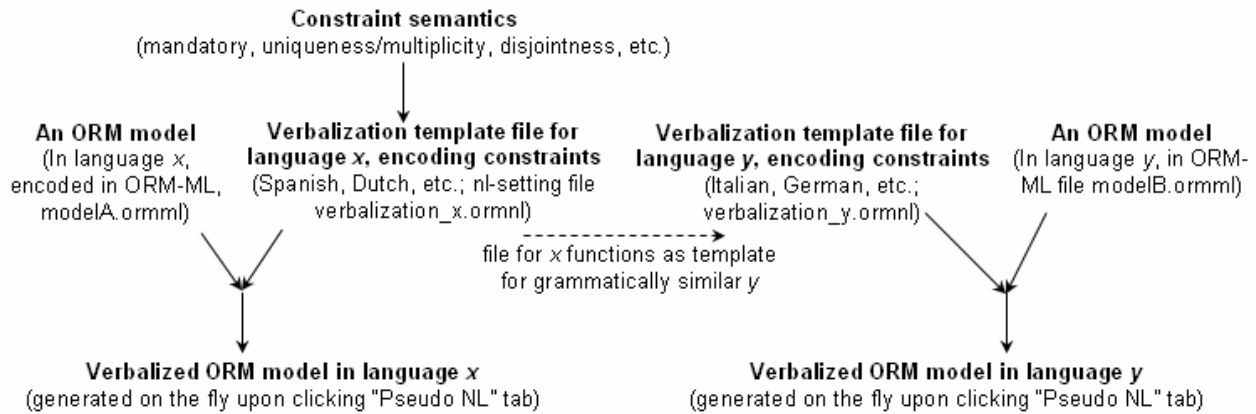 Constraint semantics
(mandatory, uniqueness/multiplicity, disjointness, etc.)
An ORM model
(In language x,
encoded in ORM-ML,
modelA.ormml)
Verbalization template file for
language x, encoding constraints
(Spanish, Dutch, etc.; nl-setting file
verbalization_x.ormnl)
Verbalization template file for
language y, encoding constraints
(Italian, German, etc.;
verbalization_y.ormnl)
An ORM model
(In language y, in ORM-
ML file modelB.ormml)
file for x functions as template
for grammatically similar y
Verbalized ORM model in language x
(generated on the fly upon clicking "Pseudo NL" tab)
Verbalized ORM model in language y
(generated on the fly upon clicking "Pseudo NL" tab)